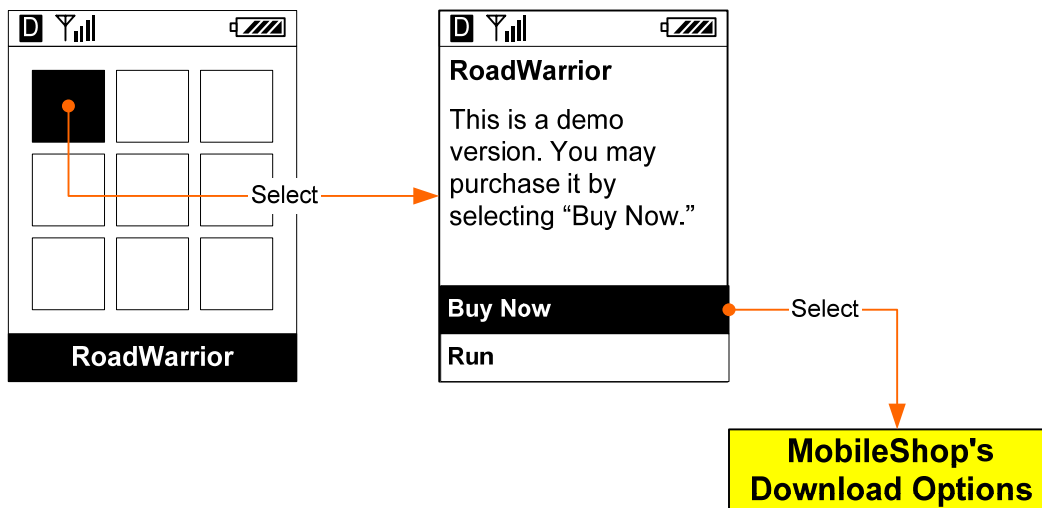 D
RoadWarrior
Select
D
RoadWarrior
This is a demo
version. You may
purchase it by
selecting “Buy Now.”
Buy Now
Run
Select
MobileShop's
Download Options